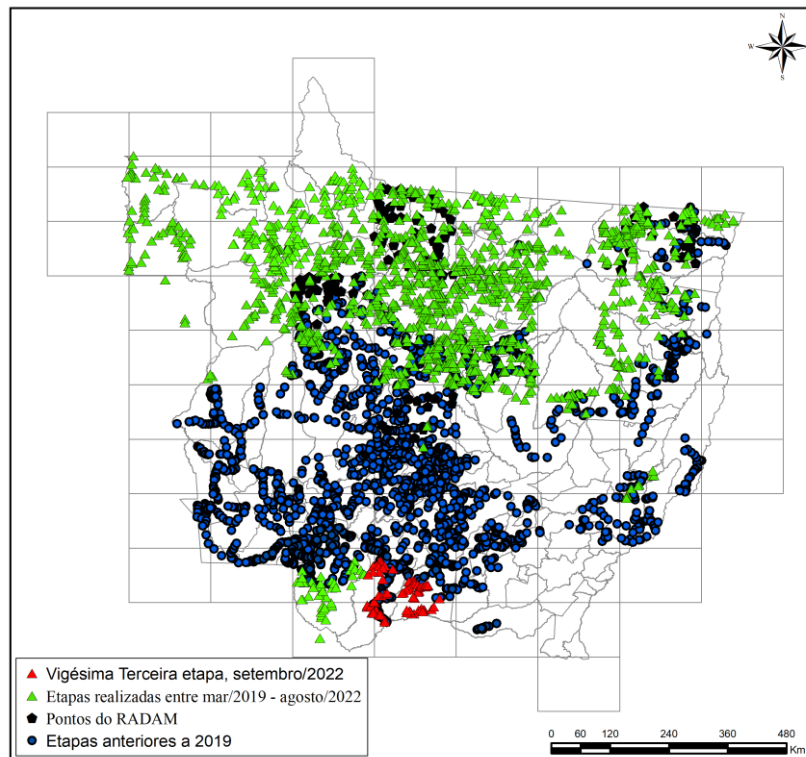 N
W E
S
Vigésima Terceira etapa, setembro/2022
Etapas realizadas entre mar/2019 - agosto/2022
Pontos do RADAM
Etapas anteriores a 2019
0 60 120 240 360 480
Km